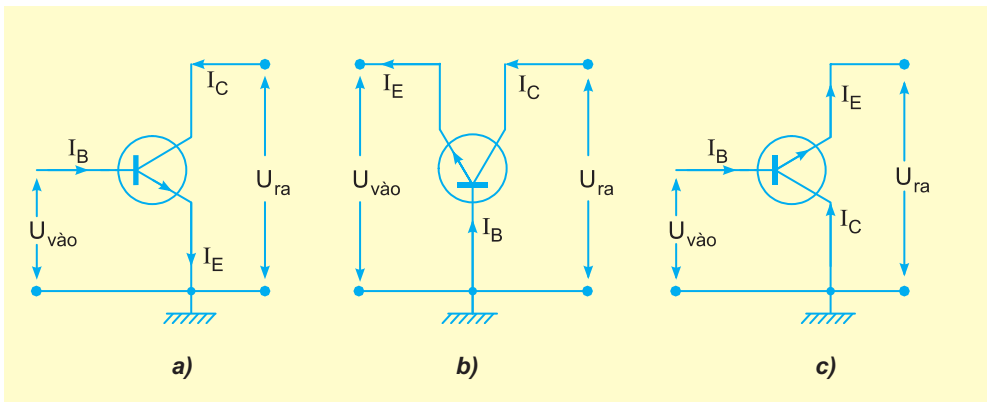 I_C
I_B
U_vào
U_ra
I_E
a)
I_E
I_C
U_vào
U_ra
I_B
b)
I_E
I_B
U_vào
U_ra
I_C
c)